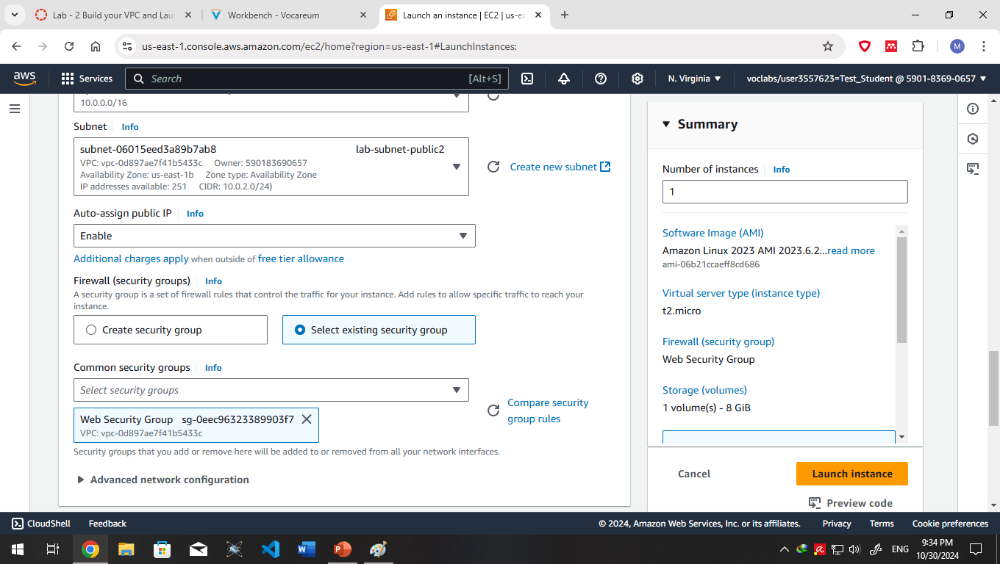 Lab - 2 Build your VPC and Lau
Workbench - Vocareum
Launch an instance | EC2 | us-ea
us-east-1.console.aws.amazon.com/ec2/home?region=us-east-1#LaunchInstances:
M
aws
Services
Search
[Alt+S]
N. Virginia
voclabs/user3557623=Test_Student @ 5901-8369-0657
10.0.0.0/16
Subnet
Info
subnet-06015eed3a89b7ab8 lab-subnet-public2
VPC: vpc-0d897ae7f41b5433c Owner: 590183690657
Availability Zone: us-east-1b Zone type: Availability Zone
IP addresses available: 251 CIDR: 10.0.2.0/24)
Create new subnet
Auto-assign public IP
Info
Enable
Additional charges apply when outside of free tier allowance
Firewall (security groups)
Info
A security group is a set of firewall rules that control the traffic for your instance. Add rules to allow specific traffic to reach your
instance.
Create security group
Select existing security group
Common security groups
Info
Select security groups
Web Security Group sg-0eec96323389903f7
VPC: vpc-0d897ae7f41b5433c
Compare security
group rules
Security groups that you add or remove here will be added to or removed from all your network interfaces.
Advanced network configuration
Summary
Number of instances
Info
1
Software Image (AMI)
Amazon Linux 2023 AMI 2023.6.2...read more
ami-06b21ccaeff8cd686
Virtual server type (instance type)
t2.micro
Firewall (security group)
Web Security Group
Storage (volumes)
1 volume(s) - 8 GiB
Cancel
Launch instance
Preview code
CloudShell
Feedback
© 2024, Amazon Web Services, Inc. or its affiliates.
Privacy
Terms
Cookie preferences
ENG
9:34 PM
10/30/2024